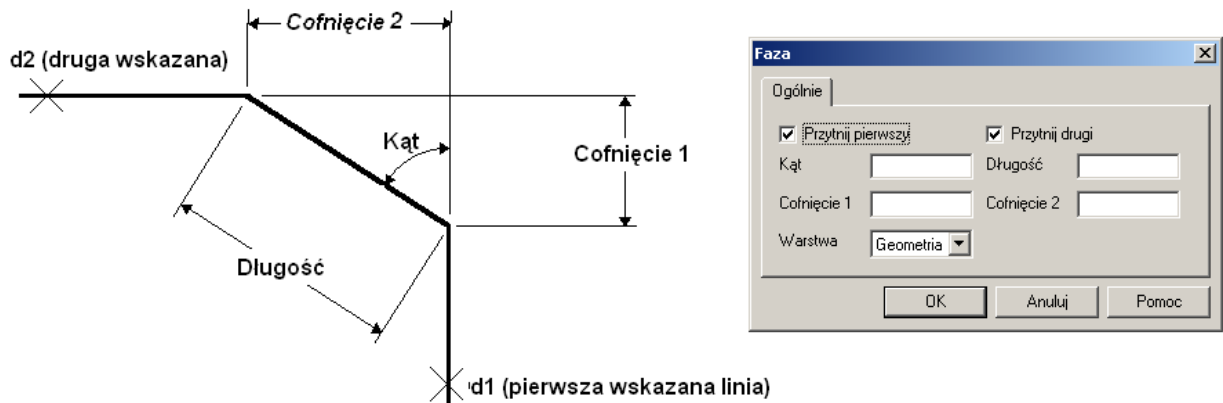 Cofnięcie 2
d2 (druga wskazana)
Kąt
Cofnięcie 1
Długość
d1 (pierwsza wskazana linia)
Faza
Ogólnie
Przytnij pierwszy Przytnij drugi
Kąt Długość
Cofnięcie 1 Cofnięcie 2
Warstwa Geometria
OK Anuluj Pomoc